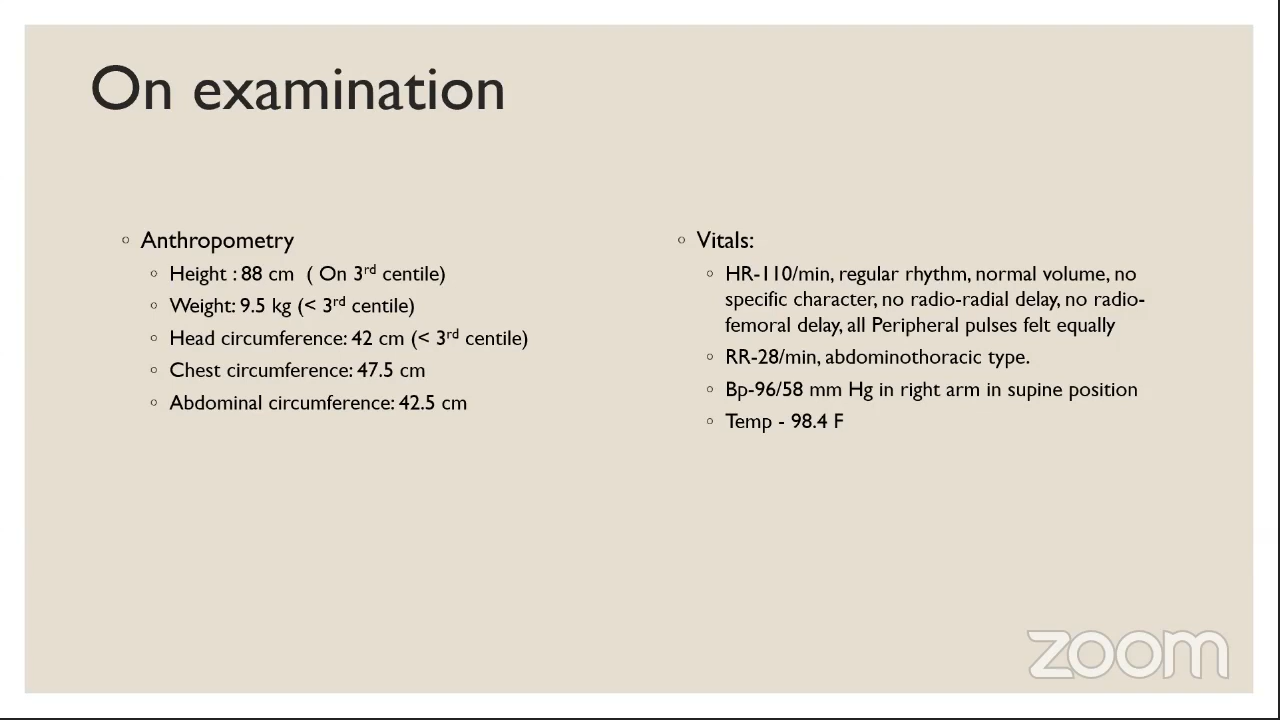 On examination
Anthropometry
Height : 88 cm ( On 3rd centile)
Weight: 9.5 kg (< 3rd centile)
Head circumference: 42 cm (< 3rd centile)
Chest circumference: 47.5 cm
Abdominal circumference: 42.5 cm
Vitals:
HR-110/min, regular rhythm, normal volume, no
specific character, no radio-radial delay, no radio-
femoral delay, all Peripheral pulses felt equally
RR-28/min, abdominothoracic type.
Bp-96/58 mm Hg in right arm in supine position
Temp - 98.4 F
zoom